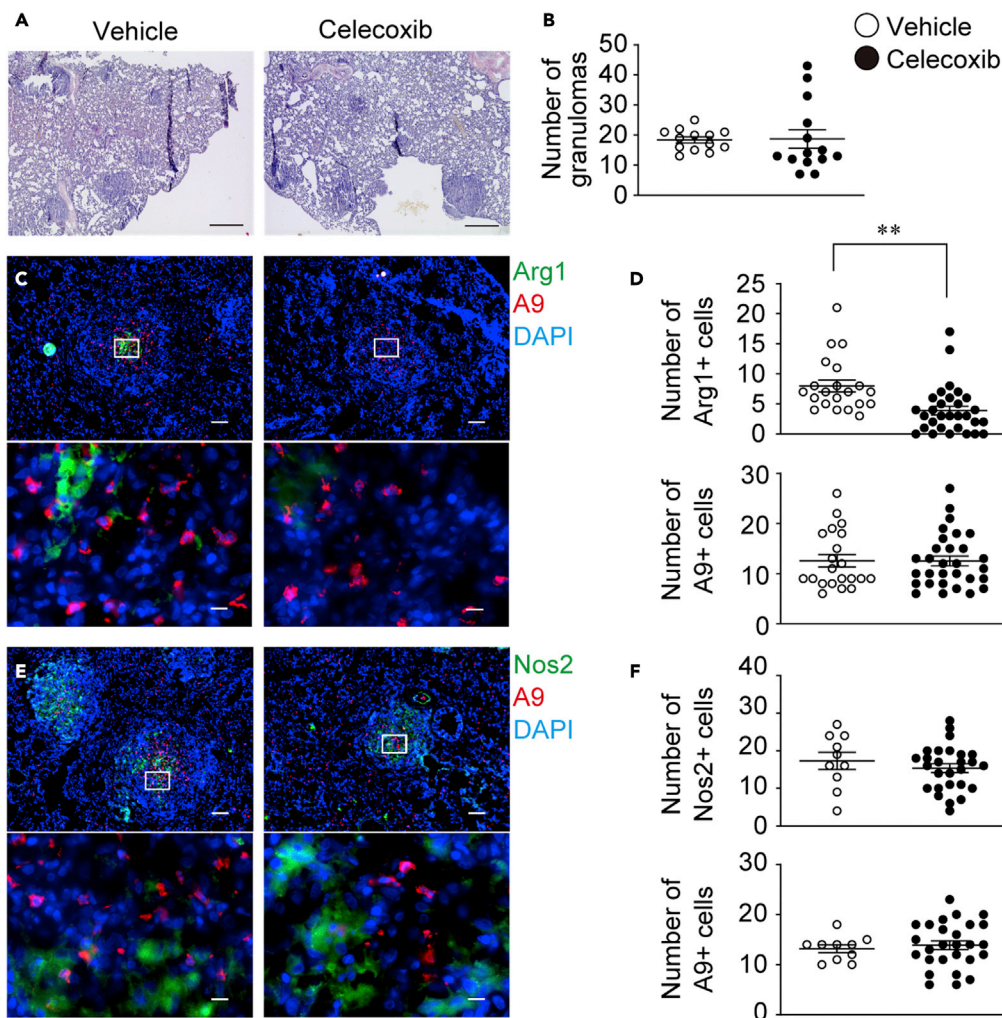 A
Vehicle
Celecoxib
B
Vehicle
Celecoxib
Number of
granulomas
50
40
30
20
10
0
C
Arg1
A9
DAPI
D
**
Number of
Arg1+ cells
25
20
15
10
5
0
Number of
A9+ cells
30
20
10
0
E
Nos2
A9
DAPI
F
Number of
Nos2+ cells
40
30
20
10
0
Number of
A9+ cells
30
20
10
0